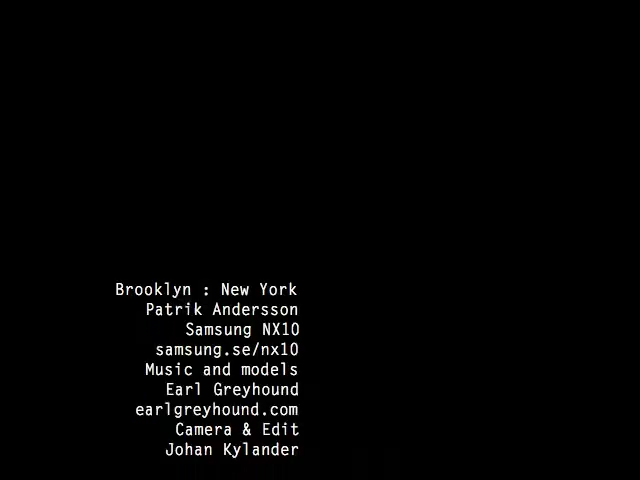 Brooklyn : New York
Patrik Andersson
Samsung NX10
samsung.se/nx10
Music and models
Earl Greyhound
earlgreyhound.com
Camera & Edit
Johan Kylander